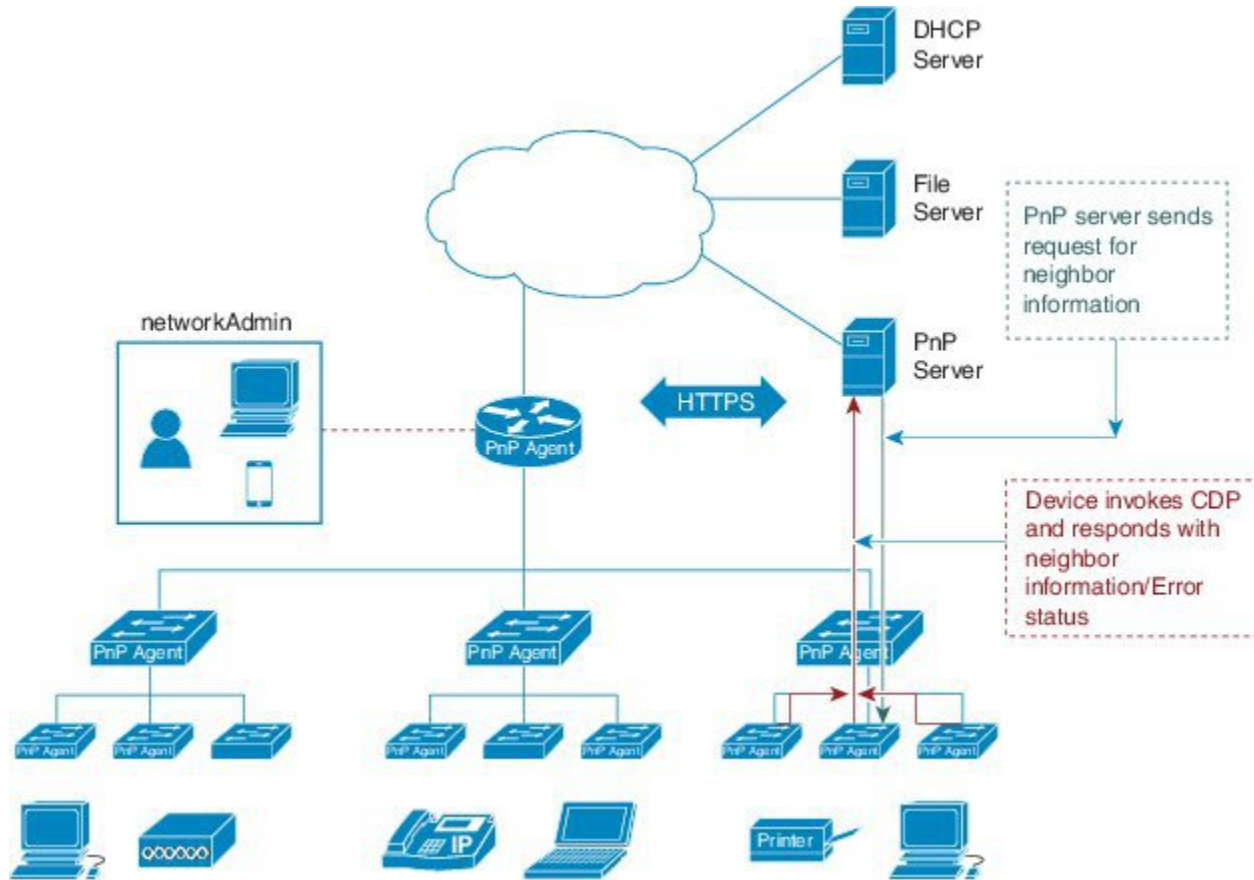 DHCP
Server
File
Server
PnP server sends
request for
neighbor
information
networkAdmin
PnP
Server
HTTPS
PnP Agent
Device invokes CDP
and responds with
neighbor
information/Error
status
PnP Agent
PnP Agent
PnP Agent
PnP Agent
PnP Agent
PnP Agent
PnP Agent
PnP Agent
PnP Agent
PnP Agent
IP
Printer